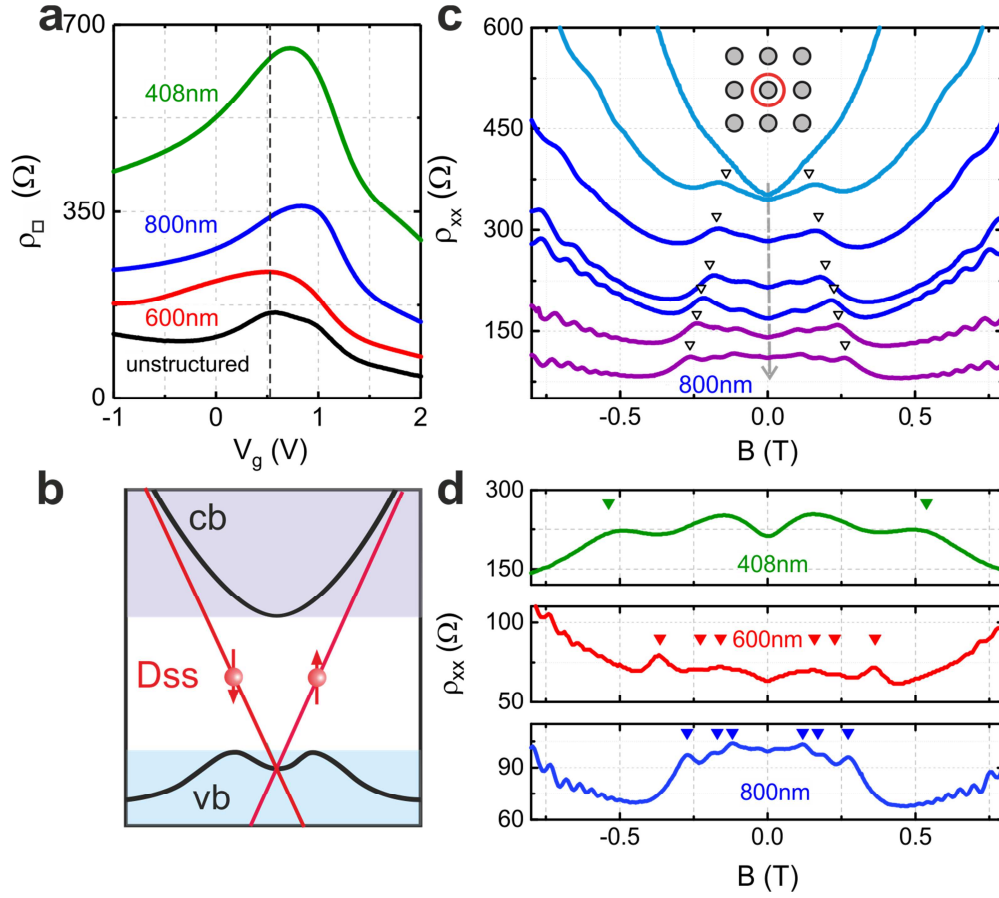 a
700
350
0
ρ□ (Ω)
408nm
800nm
600nm
unstructured
-1 0 1 2
Vg (V)
b
cb
Dss
vb
c
600
450
300
150
ρxx (Ω)
800nm
-0.5 0.0 0.5
B (T)
d
300
150
408nm
100
50
ρxx (Ω)
600nm
90
60
800nm
-0.5 0.0 0.5
B (T)